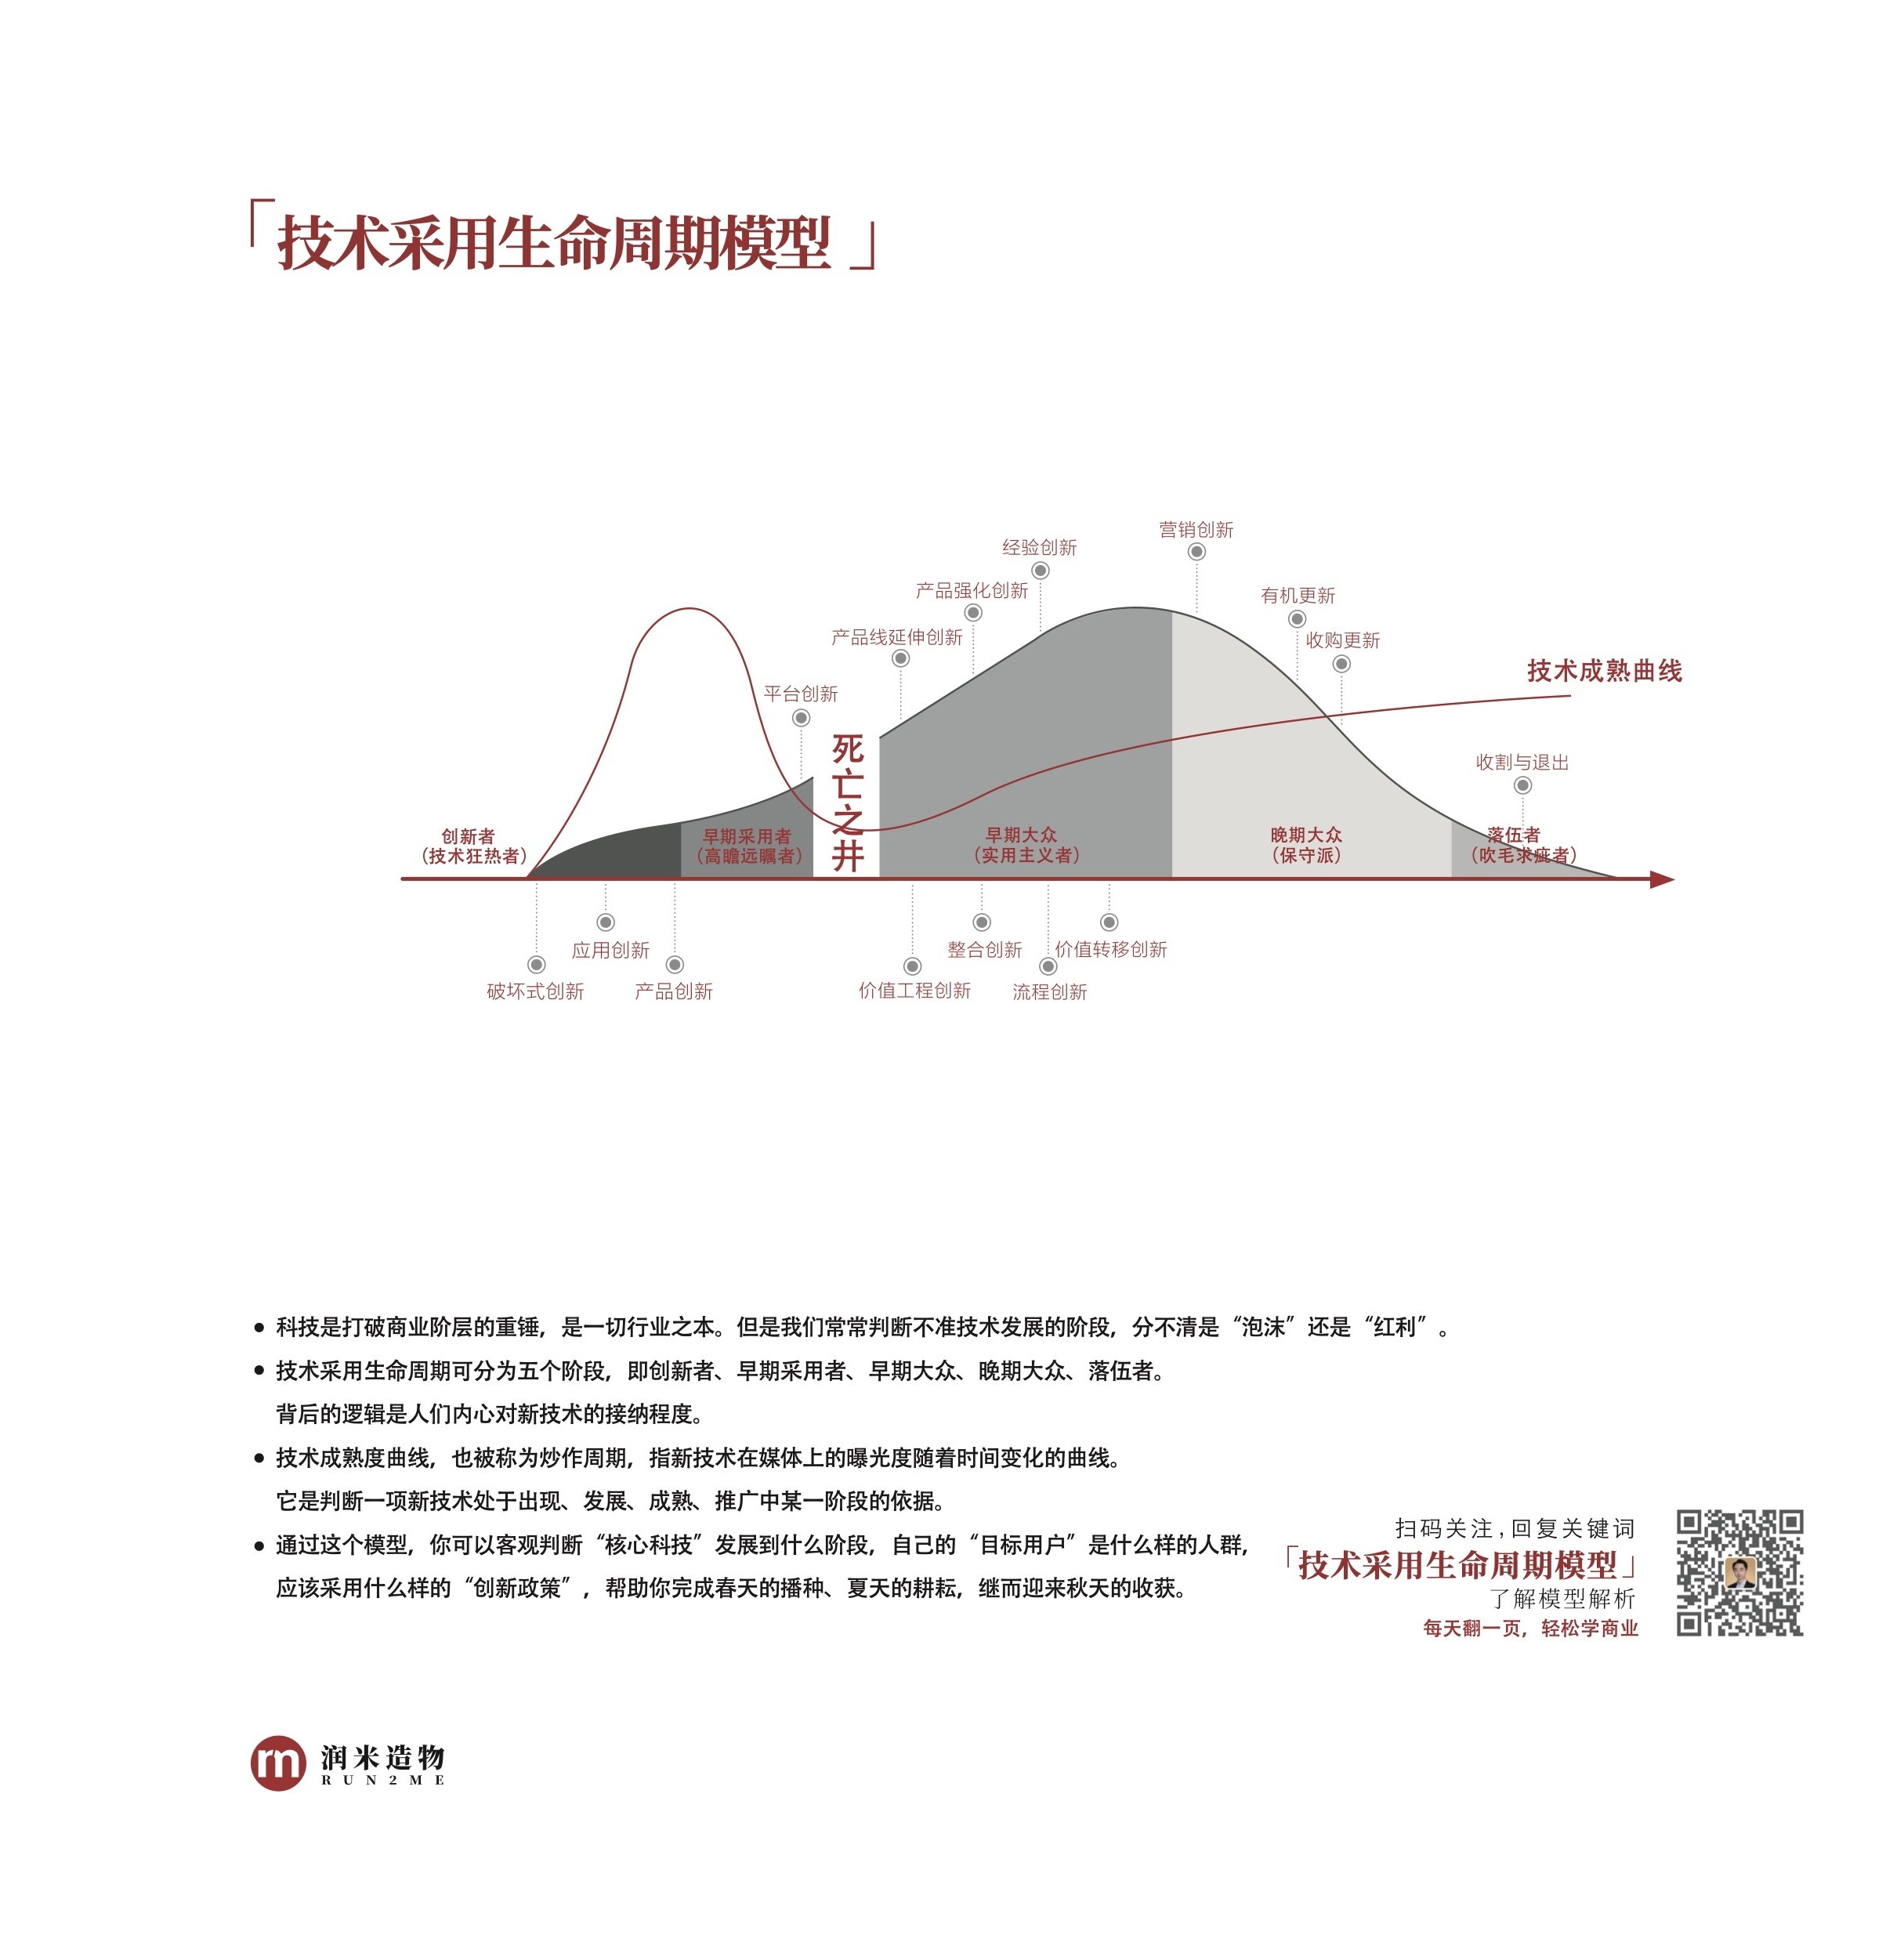 「技术采用生命周期模型」
营销创新
经验创新
产品强化创新
有机更新
产品线延伸创新
收购更新
技术成熟曲线
平台创新
死亡之井
收割与退出
创新者
（技术狂热者）
早期采用者
（高瞻远瞩者）
早期大众
（实用主义者）
晚期大众
（保守派）
落伍者
（吹毛求疵者）
应用创新
整合创新
价值转移创新
破坏式创新
产品创新
价值工程创新
流程创新
● 科技是打破商业阶层的重锤，是一切行业之本。但是我们常常判断不准技术发展的阶段，分不清是“泡沫”还是“红利”。
● 技术采用生命周期可分为五个阶段，即创新者、早期采用者、早期大众、晚期大众、落伍者。
背后的逻辑是人们内心对新技术的接纳程度。
● 技术成熟度曲线，也被称为炒作周期，指新技术在媒体上的曝光度随着时间变化的曲线。
它是判断一项新技术处于出现、发展、成熟、推广中某一阶段的依据。
● 通过这个模型，你可以客观判断“核心科技”发展到什么阶段，自己的“目标用户”是什么样的人群，
应该采用什么样的“创新政策”，帮助你完成春天的播种、夏天的耕耘，继而迎来秋天的收获。
扫码关注,回复关键词
「技术采用生命周期模型」
了解模型解析
每天翻一页，轻松学商业
m
润米造物
RUN2ME